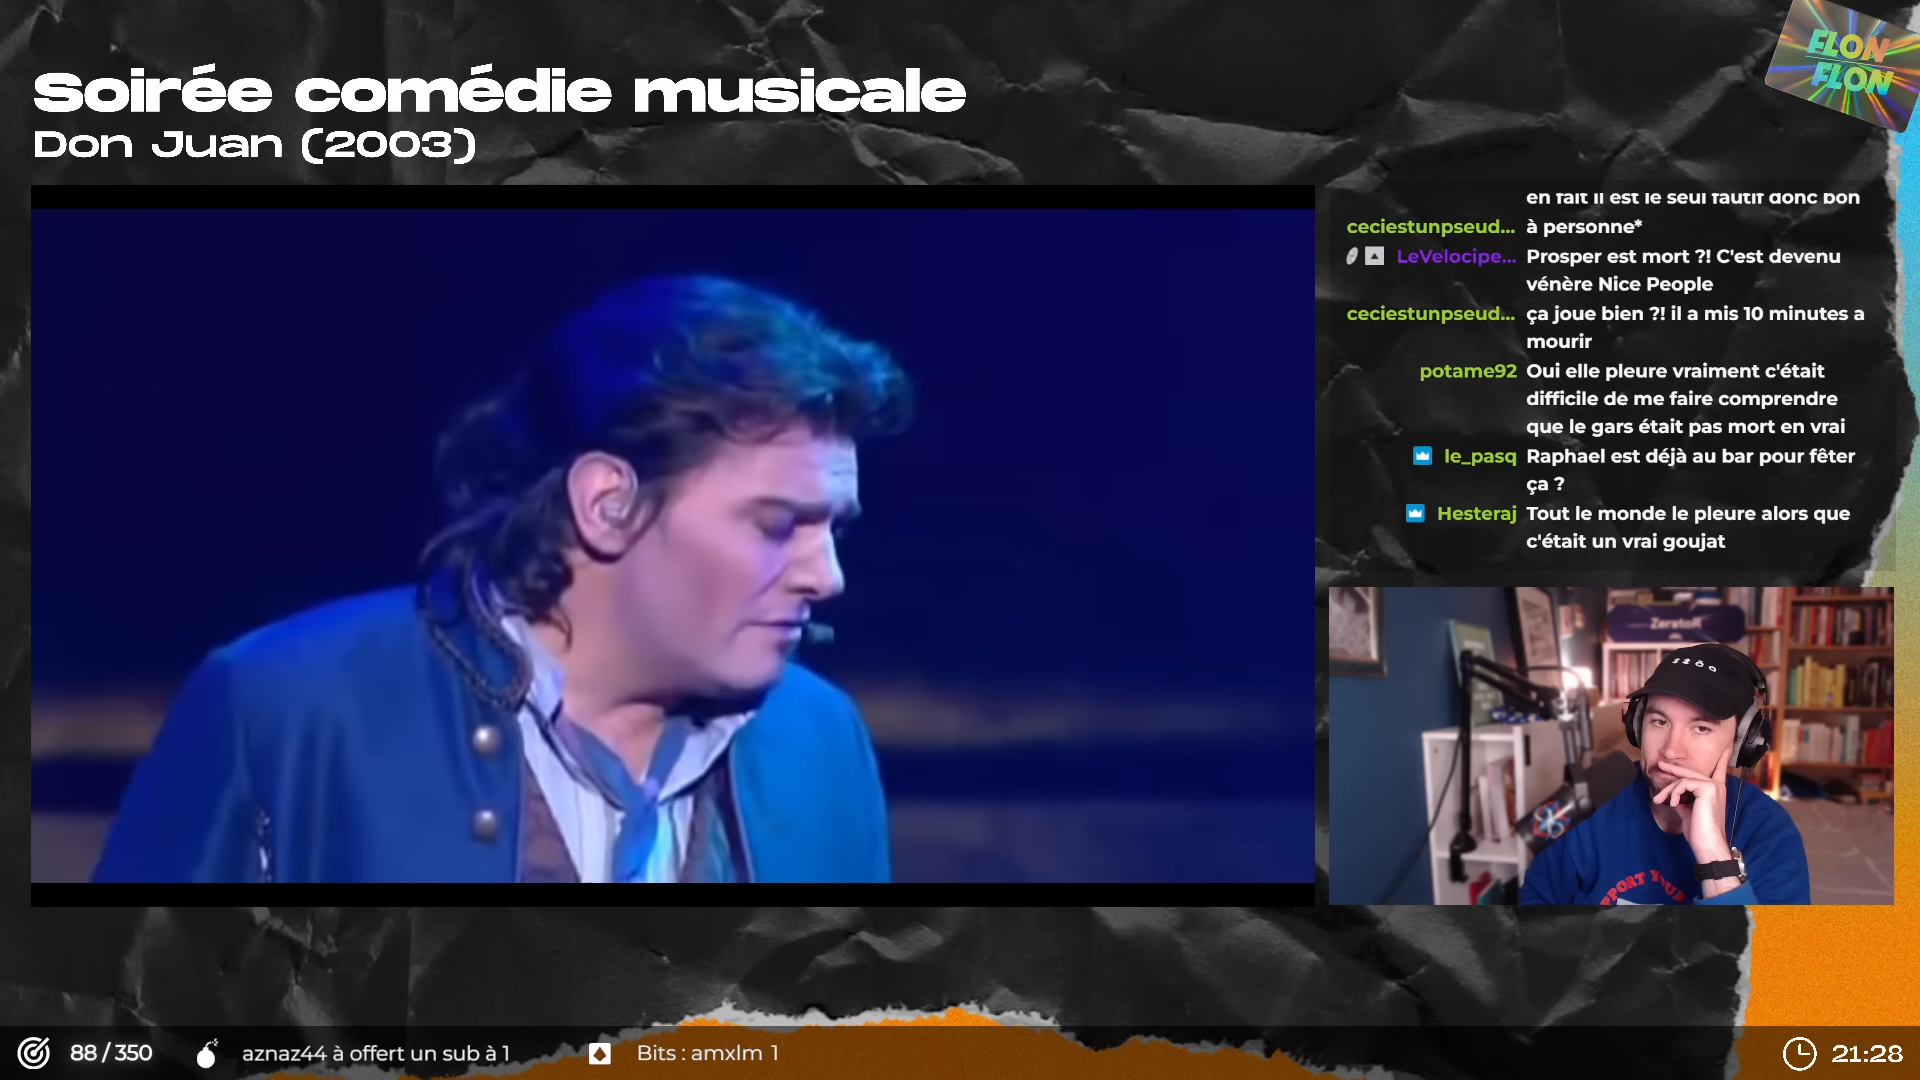 Soirée comédie musicale
Don Juan (2003)
FLON
FLON
en fait il est le seul fautif donc bon
ceciestunpseud... à personne*
LeVelocipe... Prosper est mort ?! C'est devenu
vénère Nice People
ceciestunpseud... ça joue bien ?! il a mis 10 minutes a
mourir
potame92 Oui elle pleure vraiment c'était
difficile de me faire comprendre
que le gars était pas mort en vrai
le_pasq Raphael est déjà au bar pour fêter
ça ?
Hesteraj Tout le monde le pleure alors que
c'était un vrai goujat
ZeratoR
PPORT YOUR
88 / 350
aznaz44 à offert un sub à 1
Bits : amxlm 1
21:28